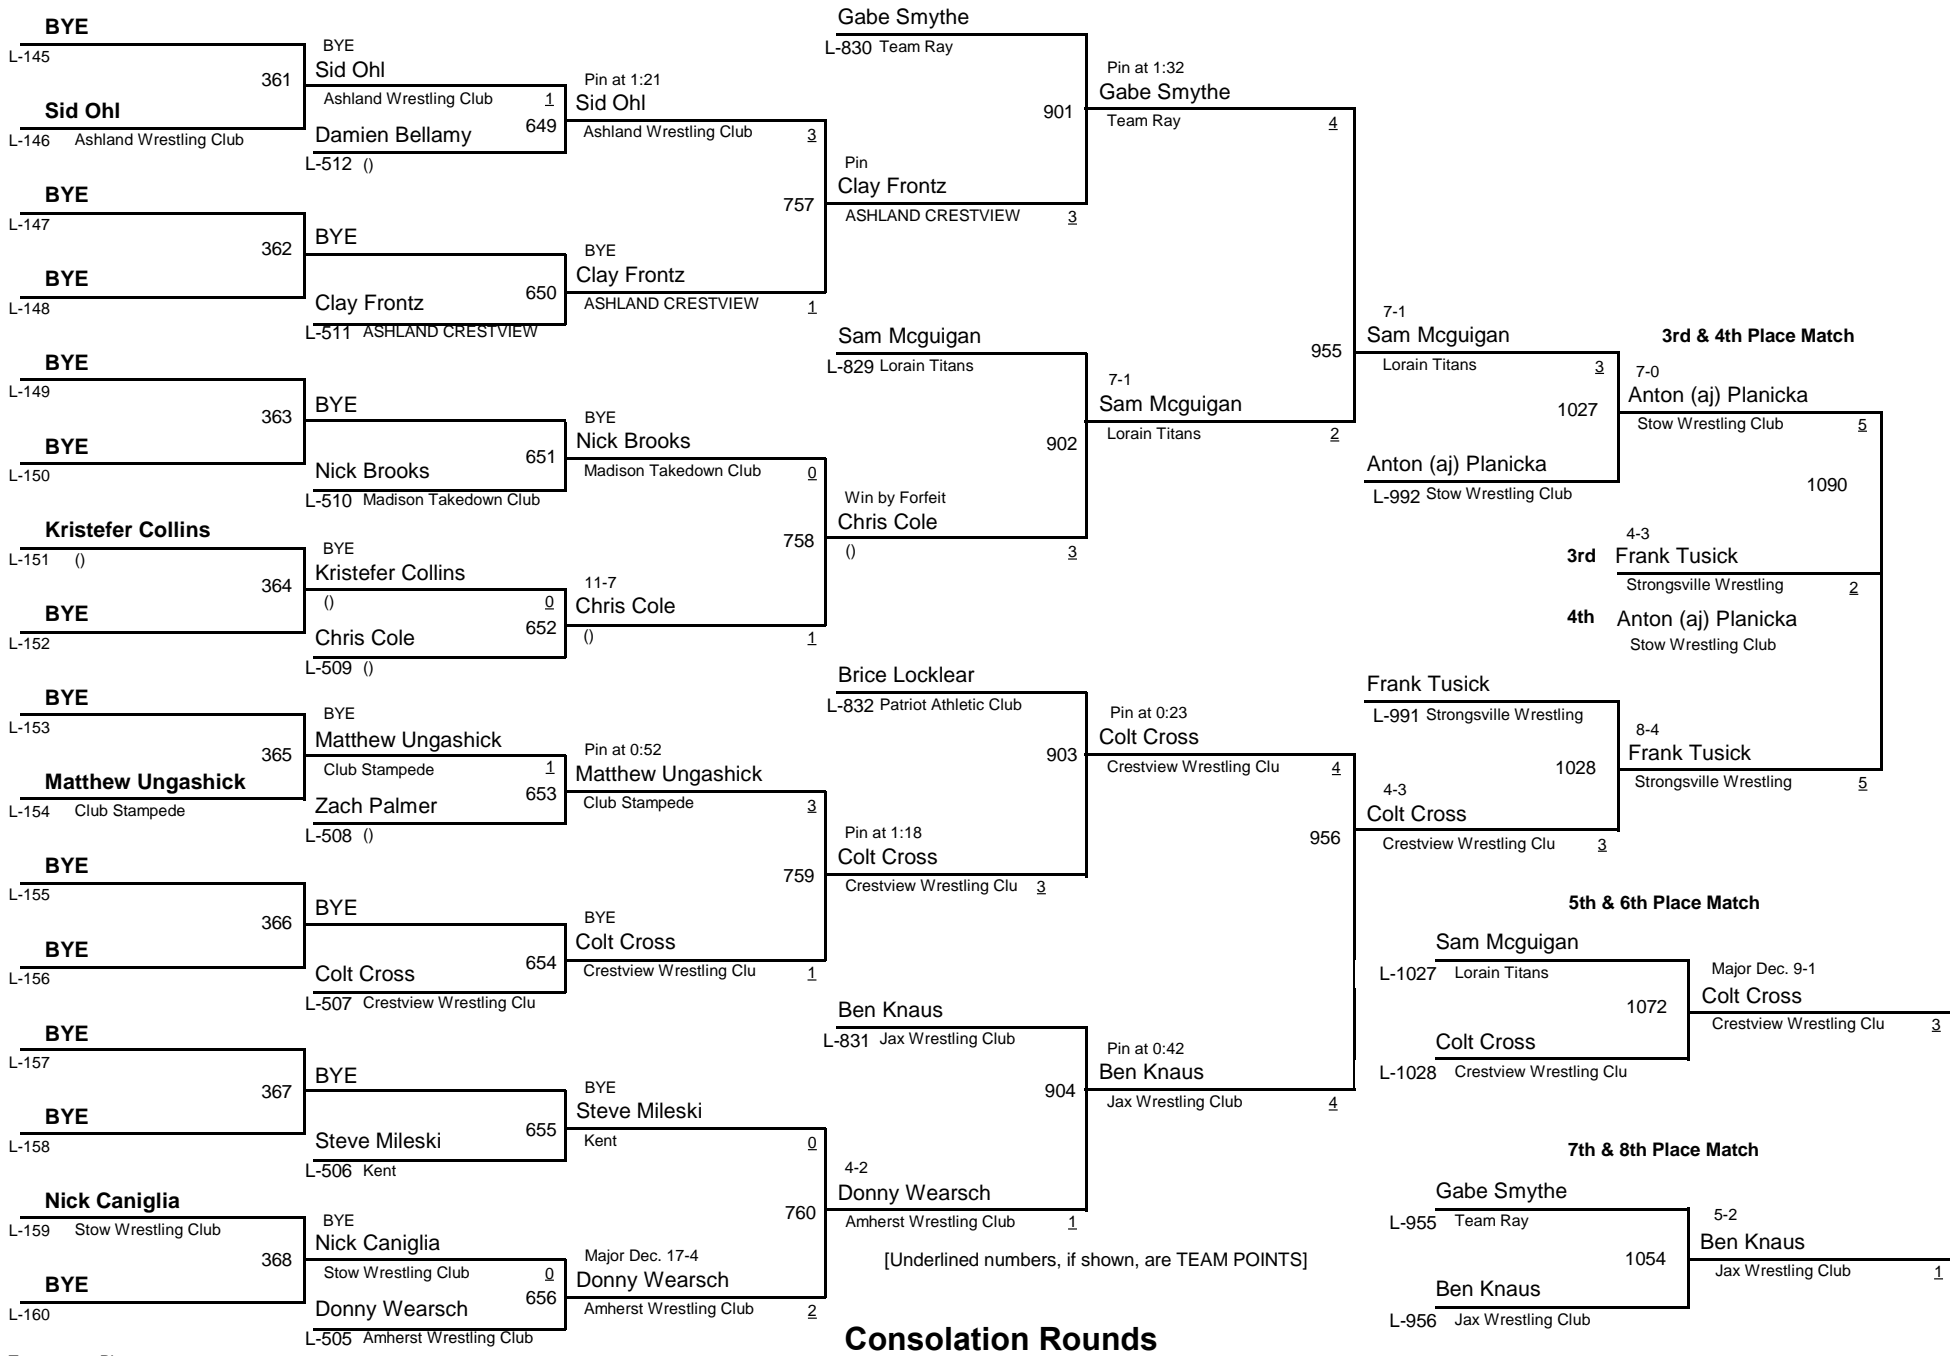 BYE
L-145
361
Sid Ohl
L-146 Ashland Wrestling Club
BYE
L-147
362
BYE
L-148
BYE
L-149
363
BYE
L-150
Kristefer Collins
L-151 ()
364
BYE
L-152
BYE
L-153
365
Matthew Ungashick
L-154 Club Stampede
BYE
L-155
366
BYE
L-156
BYE
L-157
367
BYE
L-158
Nick Caniglia
L-159 Stow Wrestling Club
368
BYE
L-160
BYE
Sid Ohl
Ashland Wrestling Club 1
649
Damien Bellamy
L-512 ()
BYE
650
Clay Frontz
L-511 ASHLAND CRESTVIEW
BYE
651
Nick Brooks
L-510 Madison Takedown Club
BYE
Kristefer Collins
() 0
652
Chris Cole
L-509 ()
BYE
Matthew Ungashick
Club Stampede 1
653
Zach Palmer
L-508 ()
BYE
654
Colt Cross
L-507 Crestview Wrestling Clu
BYE
655
Steve Mileski
L-506 Kent
BYE
Nick Caniglia
Stow Wrestling Club 0
656
Donny Wearsch
L-505 Amherst Wrestling Club
Pin at 1:21
Sid Ohl
Ashland Wrestling Club 3
757
BYE
Clay Frontz
ASHLAND CRESTVIEW 1
BYE
Nick Brooks
Madison Takedown Club 0
758
11-7
Chris Cole
() 1
Pin at 0:52
Matthew Ungashick
Club Stampede 3
759
BYE
Colt Cross
Crestview Wrestling Clu 1
BYE
Steve Mileski
Kent 0
760
Major Dec. 17-4
Donny Wearsch
Amherst Wrestling Club 2
Gabe Smythe
L-830 Team Ray
901
Pin
Clay Frontz
ASHLAND CRESTVIEW 3
Sam Mcguigan
L-829 Lorain Titans
902
Win by Forfeit
Chris Cole
() 3
Brice Locklear
L-832 Patriot Athletic Club
903
Pin at 1:18
Colt Cross
Crestview Wrestling Clu 3
Ben Knaus
L-831 Jax Wrestling Club
904
4-2
Donny Wearsch
Amherst Wrestling Club 1
[Underlined numbers, if shown, are TEAM POINTS]
Consolation Rounds
Pin at 1:32
Gabe Smythe
Team Ray 4
955
7-1
Sam Mcguigan
Lorain Titans 2
Pin at 0:23
Colt Cross
Crestview Wrestling Clu 4
956
Pin at 0:42
Ben Knaus
Jax Wrestling Club 4
7-1
Sam Mcguigan
Lorain Titans 3
1027
Anton (aj) Planicka
L-992 Stow Wrestling Club
Frank Tusick
L-991 Strongsville Wrestling
1028
4-3
Colt Cross
Crestview Wrestling Clu 3
3rd & 4th Place Match
7-0
Anton (aj) Planicka
Stow Wrestling Club 5
1090
4-3
3rd Frank Tusick
Strongsville Wrestling 2
4th Anton (aj) Planicka
Stow Wrestling Club
8-4
Frank Tusick
Strongsville Wrestling 5
5th & 6th Place Match
Sam Mcguigan
L-1027 Lorain Titans
1072
Colt Cross
L-1028 Crestview Wrestling Clu
Major Dec. 9-1
Colt Cross
Crestview Wrestling Clu 3
7th & 8th Place Match
Gabe Smythe
L-955 Team Ray
1054
Ben Knaus
L-956 Jax Wrestling Club
5-2
Ben Knaus
Jax Wrestling Club 1